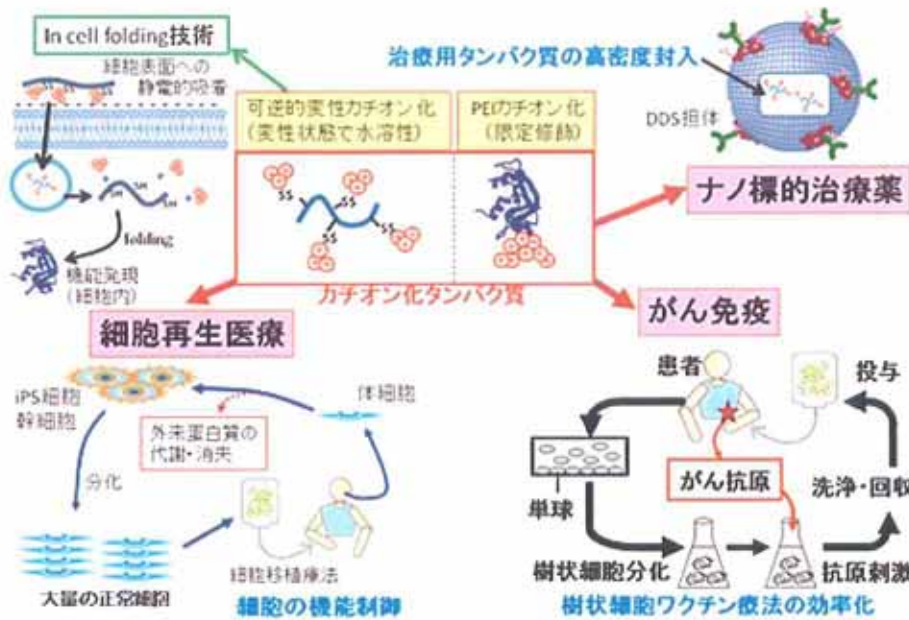 In cell folding技術
細胞表面への
静電的吸着
可逆的変性カチオン化
(変性状態で水溶性)
PEのカチオン化
(限定修飾)
治療用タンパク質の高密度封入
DDS担体
ナノ標的治療薬
SS
SS
SS
SS
SH
SH
folding
機能発現
(細胞内)
カチオン化タンパク質
細胞再生医療
がん免疫
iPS細胞
幹細胞
体細胞
外来蛋白質の
代謝・消失
分化
大量の正常細胞
細胞移植療法
細胞の機能制御
患者
投与
単球
がん抗原
洗浄・回収
樹状細胞分化
抗原刺激
樹状細胞ワクチン療法の効率化